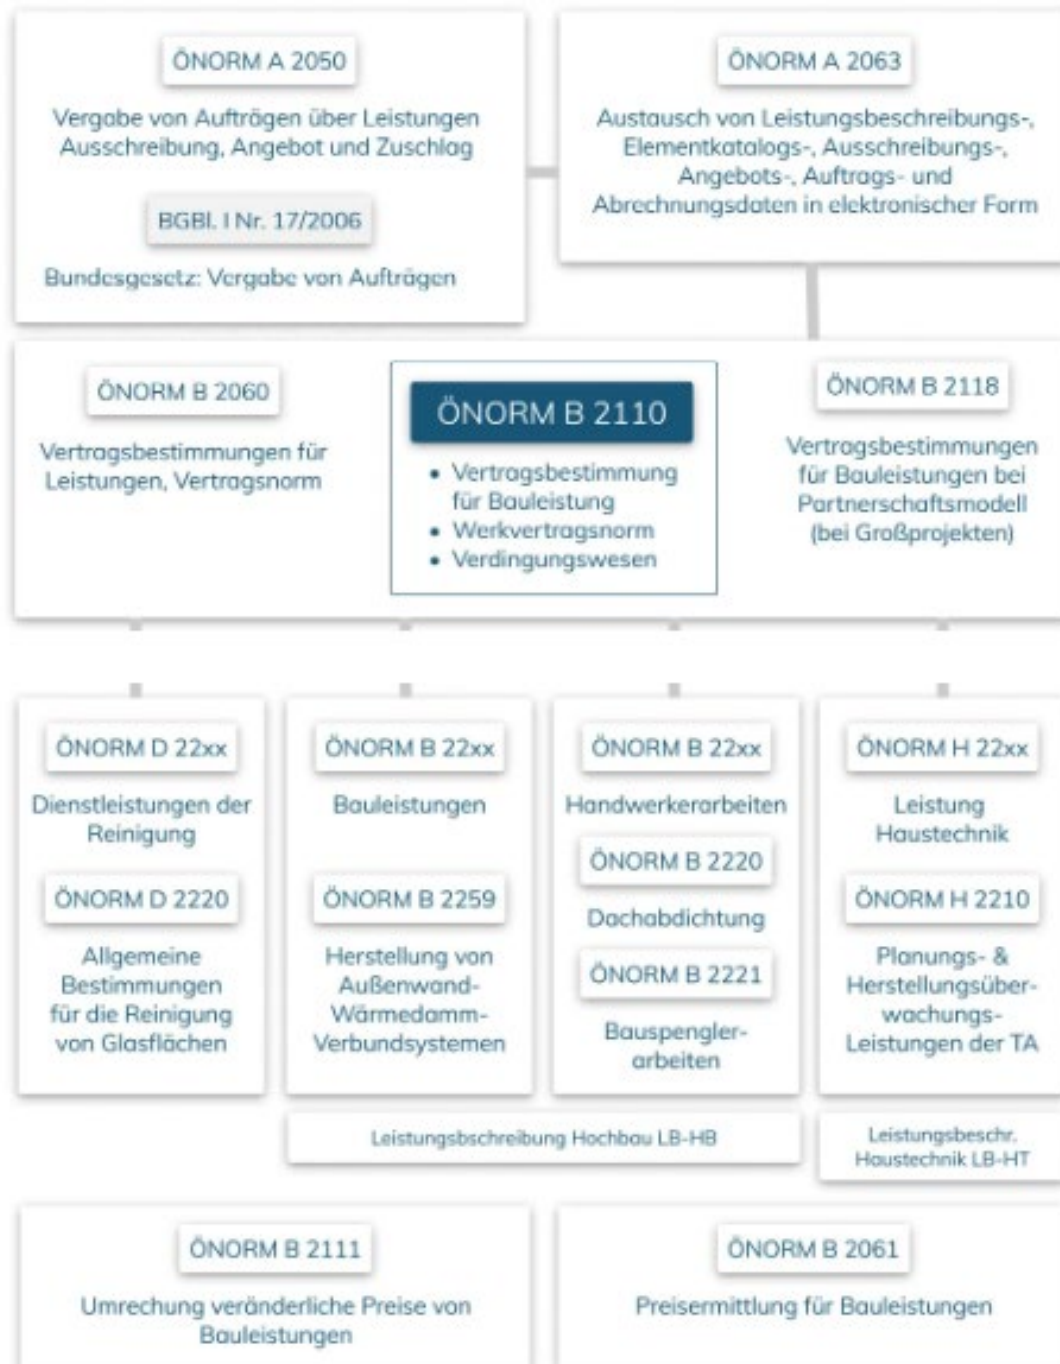 ÖNORM A 2050
Vergabe von Aufträgen über Leistungen
Ausschreibung, Angebot und Zuschlag
BGBl. I Nr. 17/2006
Bundesgesetz: Vergabe von Aufträgen
ÖNORM A 2063
Austausch von Leistungsbeschreibungs-,
Elementkatalogs-, Ausschreibungs-,
Angebots-, Auftrags- und
Abrechnungsdaten in elektronischer Form
ÖNORM B 2060
Vertragsbestimmungen für
Leistungen, Vertragsnorm
ÖNORM B 2110
• Vertragsbestimmung
für Bauleistung
• Werkvertragsnorm
• Verdingungswesen
ÖNORM B 2118
Vertragsbestimmungen
für Bauleistungen bei
Partnerschaftsmodell
(bei Großprojekten)
ÖNORM D 22xx
Dienstleistungen der
Reinigung
ÖNORM D 2220
Allgemeine
Bestimmungen
für die Reinigung
von Glasflächen
ÖNORM B 22xx
Bauleistungen
ÖNORM B 2259
Herstellung von
Außenwand-
Wärmedamm-
Verbundsystemen
ÖNORM B 22xx
Handwerkerarbeiten
ÖNORM B 2220
Dachabdichtung
ÖNORM B 2221
Bauspengler-
arbeiten
ÖNORM H 22xx
Leistung
Haustechnik
ÖNORM H 2210
Planungs- &
Herstellungsüber-
wachungs-
Leistungen der TA
Leistungsbschreibung Hochbau LB-HB
Leistungsbeschr.
Haustechnik LB-HT
ÖNORM B 2111
Umrechung veränderliche Preise von
Bauleistungen
ÖNORM B 2061
Preisermittlung für Bauleistungen